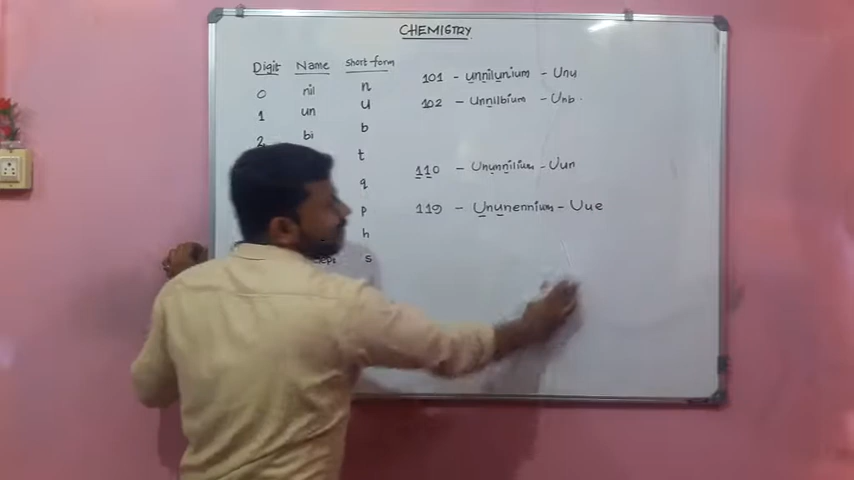 CHEMISTRY
Digit Name Short-form
0 nil n
1 un u
2 bi b
t
q
p
h
s
101 - Unnilunium - Unu
102 - Unnilbium - Unb.
110 - Ununnilium - Uun
119 - Ununennium - Uue